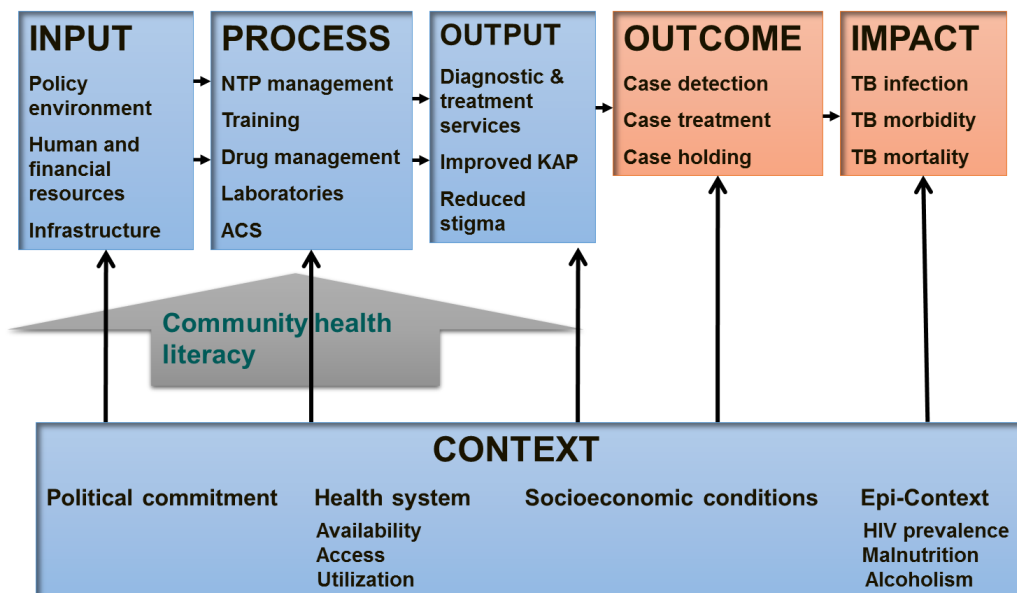 INPUT
Policy
environment
Human and
financial
resources
Infrastructure
PROCESS
NTP management
Training
Drug management
Laboratories
ACS
OUTPUT
Diagnostic &
treatment
services
Improved KAP
Reduced
stigma
OUTCOME
Case detection
Case treatment
Case holding
IMPACT
TB infection
TB morbidity
TB mortality
Community health
literacy
CONTEXT
Political commitment
Health system
Availability
Access
Utilization
Socioeconomic conditions
Epi-Context
HIV prevalence
Malnutrition
Alcoholism